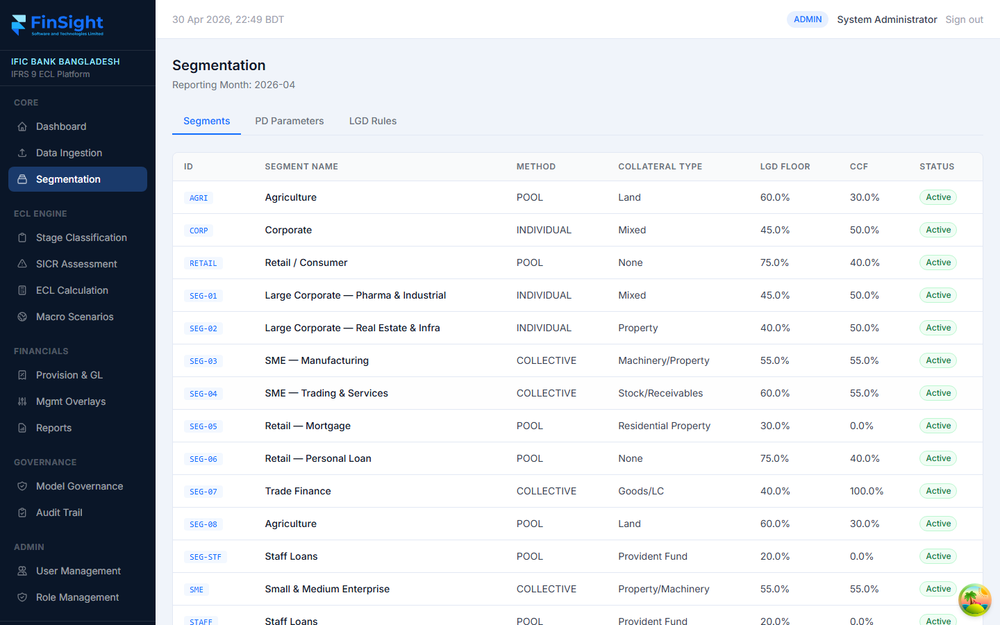 FinSight
Software and Technologies Limited
IFIC BANK BANGLADESH
IFRS 9 ECL Platform
CORE
Dashboard
Data Ingestion
Segmentation
ECL ENGINE
Stage Classification
SICR Assessment
ECL Calculation
Macro Scenarios
FINANCIALS
Provision & GL
Mgmt Overlays
Reports
GOVERNANCE
Model Governance
Audit Trail
ADMIN
User Management
Role Management
30 Apr 2026, 22:49 BDT
ADMIN System Administrator Sign out
Segmentation
Reporting Month: 2026-04
Segments PD Parameters LGD Rules
ID SEGMENT NAME METHOD COLLATERAL TYPE LGD FLOOR CCF STATUS
AGRI Agriculture POOL Land 60.0% 30.0% Active
CORP Corporate INDIVIDUAL Mixed 45.0% 50.0% Active
RETAIL Retail / Consumer POOL None 75.0% 40.0% Active
SEG-01 Large Corporate — Pharma & Industrial INDIVIDUAL Mixed 45.0% 50.0% Active
SEG-02 Large Corporate — Real Estate & Infra INDIVIDUAL Property 40.0% 50.0% Active
SEG-03 SME — Manufacturing COLLECTIVE Machinery/Property 55.0% 55.0% Active
SEG-04 SME — Trading & Services COLLECTIVE Stock/Receivables 60.0% 55.0% Active
SEG-05 Retail — Mortgage POOL Residential Property 30.0% 0.0% Active
SEG-06 Retail — Personal Loan POOL None 75.0% 40.0% Active
SEG-07 Trade Finance COLLECTIVE Goods/LC 40.0% 100.0% Active
SEG-08 Agriculture POOL Land 60.0% 30.0% Active
SEG-STF Staff Loans POOL Provident Fund 20.0% 0.0% Active
SME Small & Medium Enterprise COLLECTIVE Property/Machinery 55.0% 55.0% Active
STAFF Staff Loans POOL Provident Fund 20.0% 0.0% Active